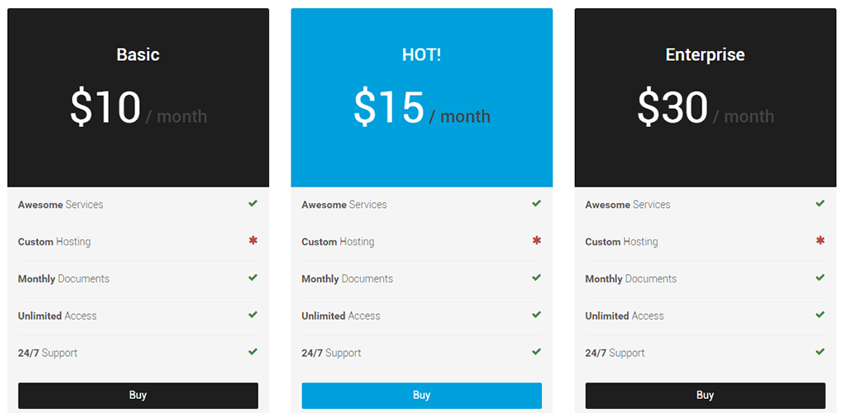 Basic
$10 / month
Awesome Services
Custom Hosting
Monthly Documents
Unlimited Access
24/7 Support
Buy
HOT!
$15 / month
Awesome Services
Custom Hosting
Monthly Documents
Unlimited Access
24/7 Support
Buy
Enterprise
$30 / month
Awesome Services
Custom Hosting
Monthly Documents
Unlimited Access
24/7 Support
Buy